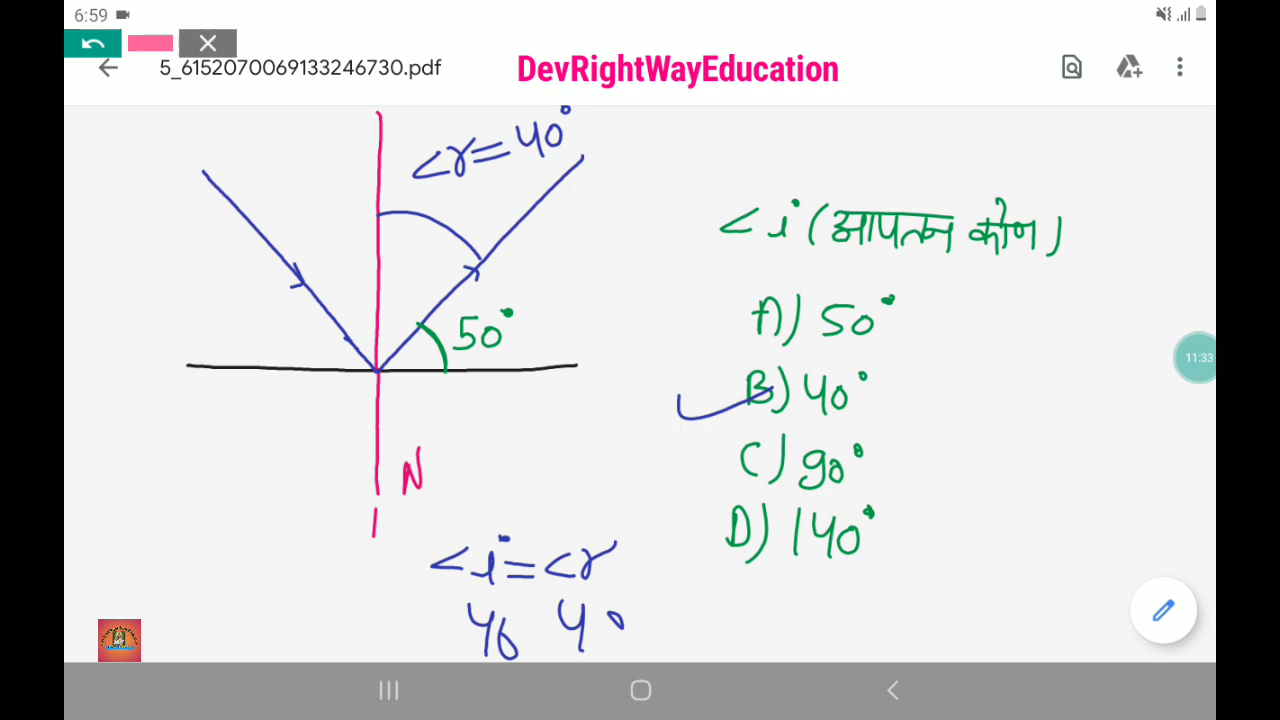 6:59
5_6152070069133246730.pdf
DevRightWayEducation
<r=40°
<i(आपतन कोण)
50°
A) 50°
B) 40°
11:33
C) 90°
N
D) 140°
<i=<r
40 40